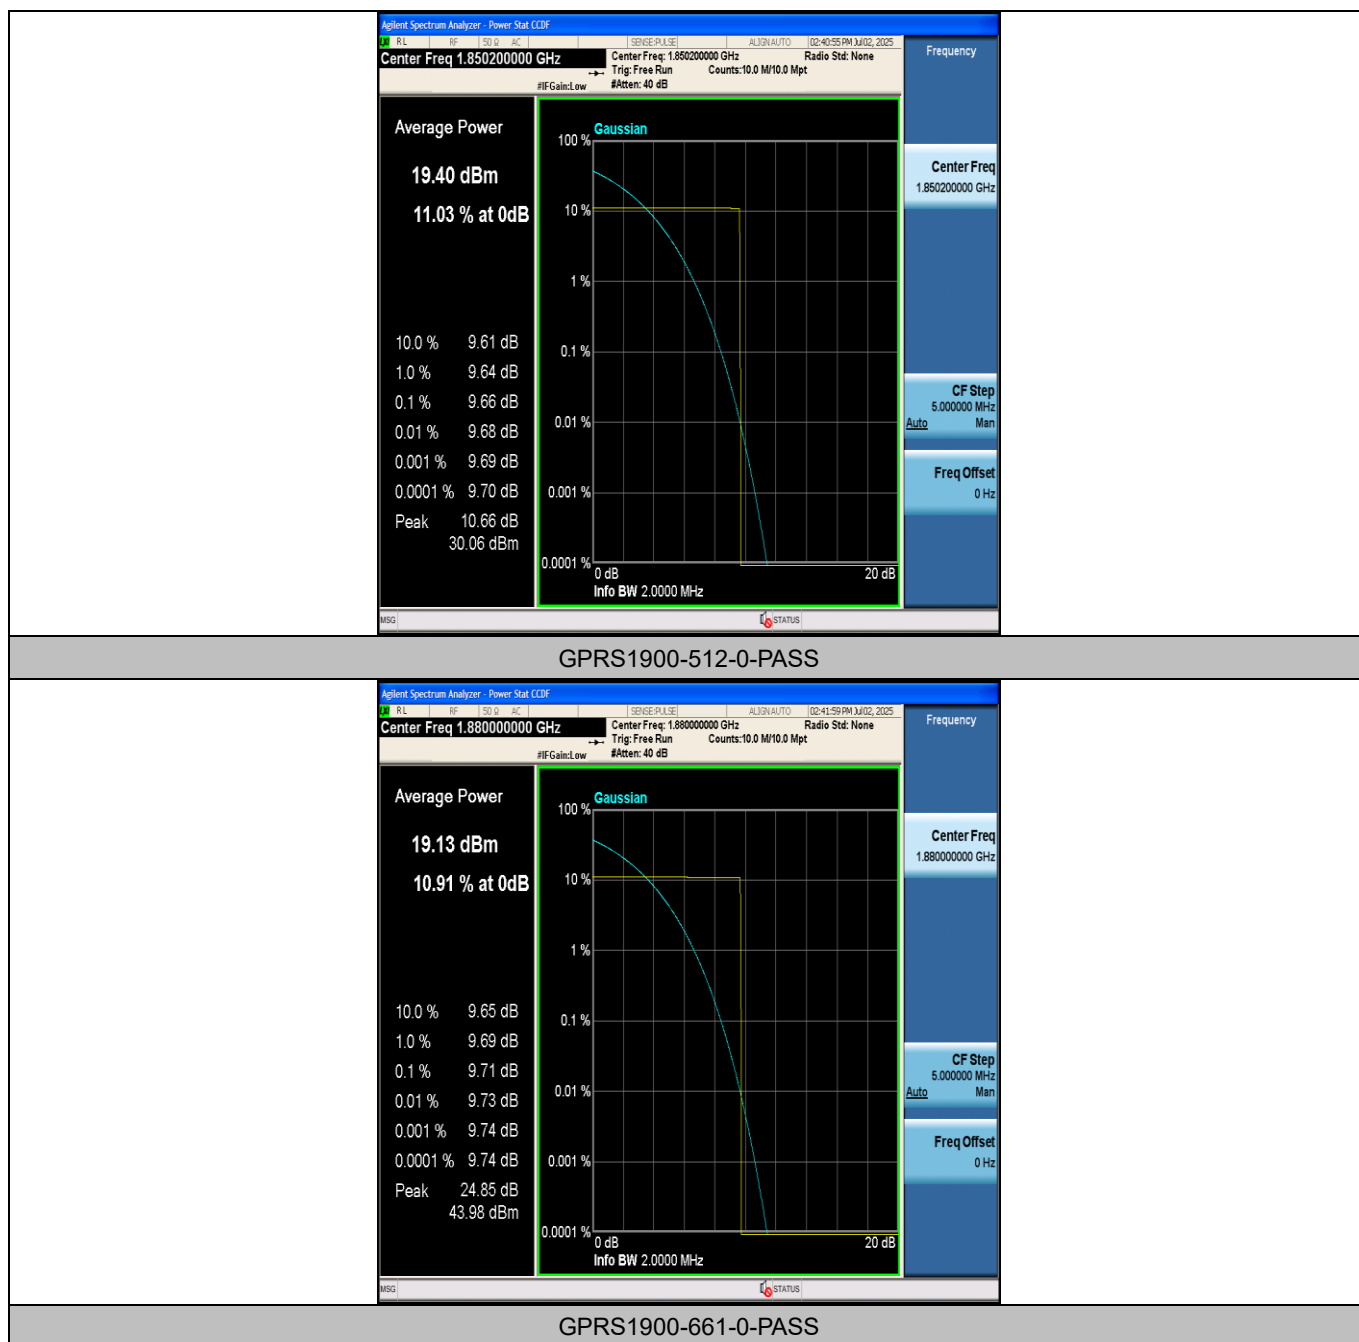 Agilent Spectrum Analyzer - Power Stat CCDF
LXI RL RF 50 Ω AC SENSE:PULSE ALIGN AUTO 02:40:55 PM Jul 02, 2025
Center Freq 1.850200000 GHz Center Freq: 1.850200000 GHz Radio Std: None
Trig: Free Run Counts:10.0 M/10.0 Mpt
#IFGain:Low #Atten: 40 dB
Frequency
Average Power
19.40 dBm
11.03 % at 0dB
10.0 % 9.61 dB
1.0 % 9.64 dB
0.1 % 9.66 dB
0.01 % 9.68 dB
0.001 % 9.69 dB
0.0001 % 9.70 dB
Peak 10.66 dB
30.06 dBm
Gaussian
100 %
10 %
1 %
0.1 %
0.01 %
0.001 %
0.0001 %
0 dB 20 dB
Info BW 2.0000 MHz
Center Freq
1.850200000 GHz
CF Step
5.000000 MHz
Auto Man
Freq Offset
0 Hz
MSG STATUS
GPRS1900-512-0-PASS
Agilent Spectrum Analyzer - Power Stat CCDF
LXI RL RF 50 Ω AC SENSE:PULSE ALIGN AUTO 02:41:59 PM Jul 02, 2025
Center Freq 1.880000000 GHz Center Freq: 1.880000000 GHz Radio Std: None
Trig: Free Run Counts:10.0 M/10.0 Mpt
#IFGain:Low #Atten: 40 dB
Frequency
Average Power
19.13 dBm
10.91 % at 0dB
10.0 % 9.65 dB
1.0 % 9.69 dB
0.1 % 9.71 dB
0.01 % 9.73 dB
0.001 % 9.74 dB
0.0001 % 9.74 dB
Peak 24.85 dB
43.98 dBm
Gaussian
100 %
10 %
1 %
0.1 %
0.01 %
0.001 %
0.0001 %
0 dB 20 dB
Info BW 2.0000 MHz
Center Freq
1.880000000 GHz
CF Step
5.000000 MHz
Auto Man
Freq Offset
0 Hz
MSG STATUS
GPRS1900-661-0-PASS